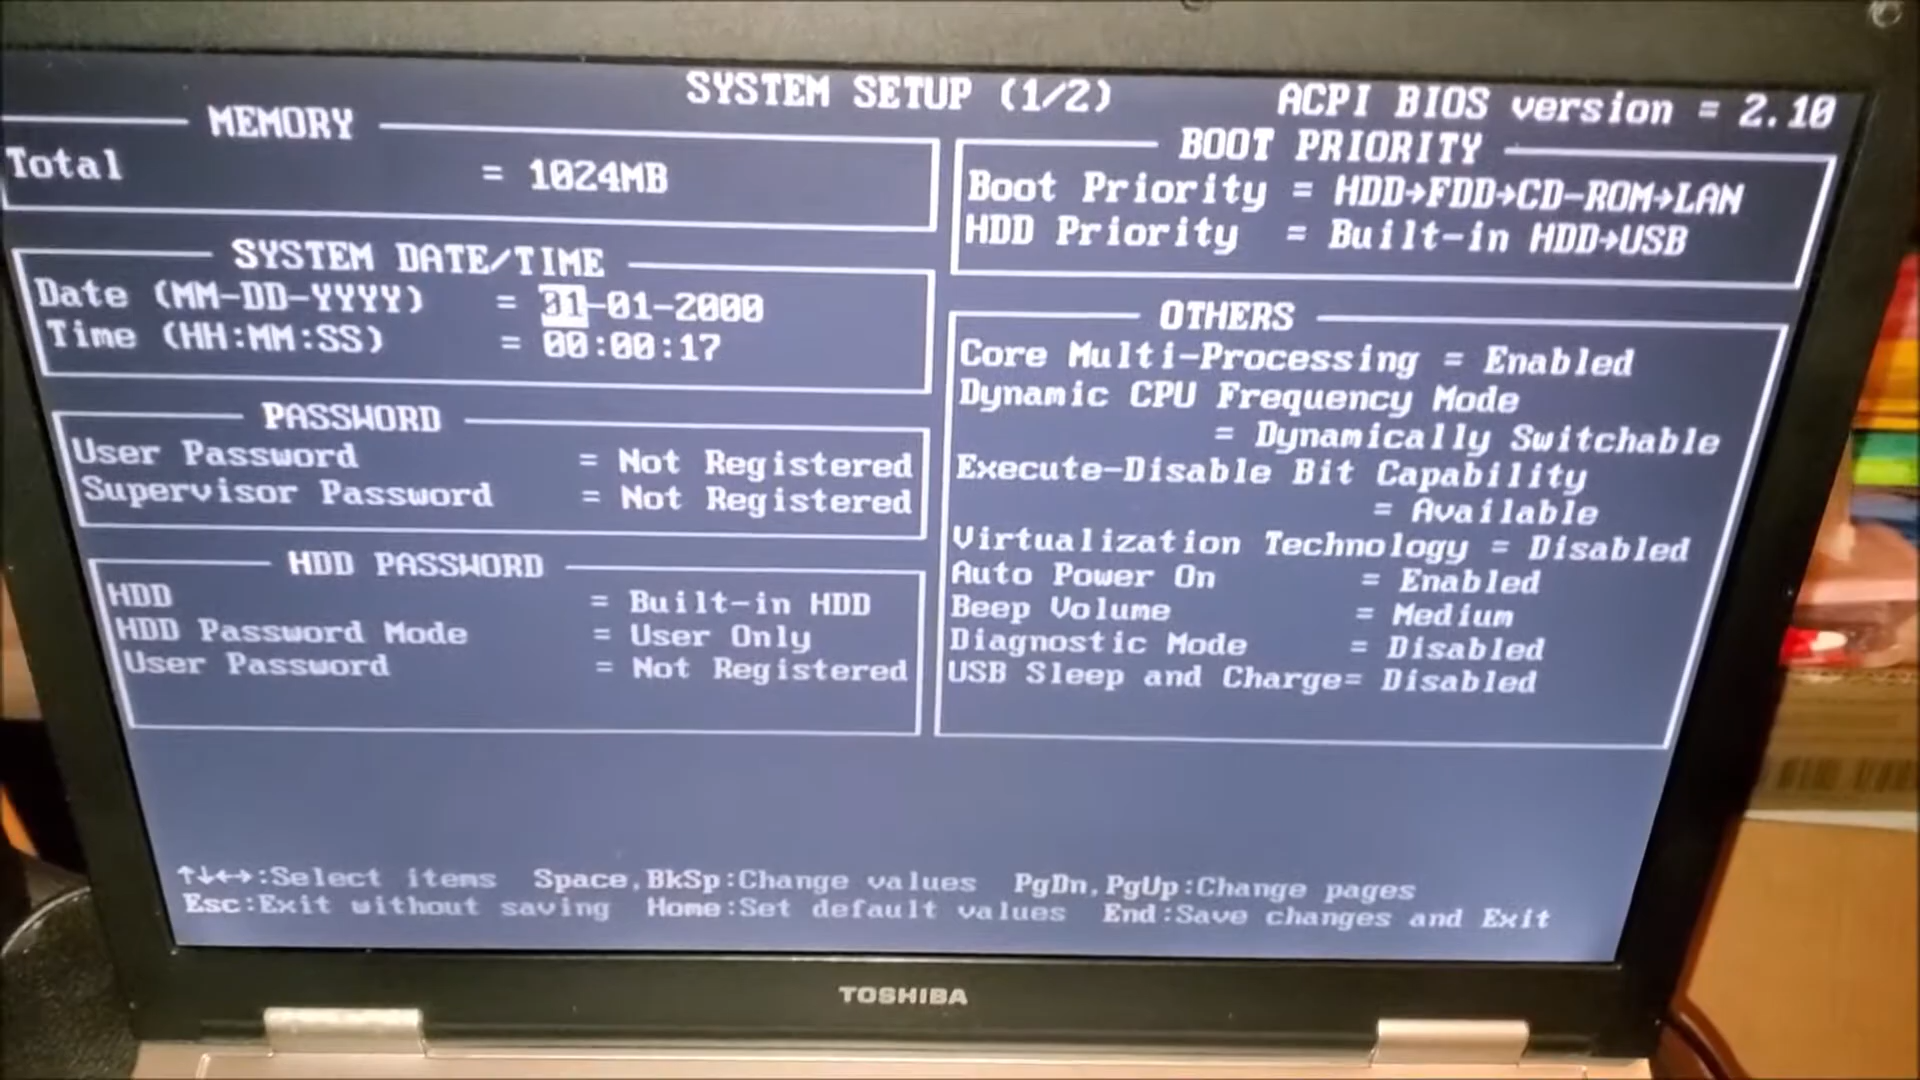 SYSTEM SETUP (1/2)
ACPI BIOS version = 2.10
MEMORY
Total = 1024MB
SYSTEM DATE/TIME
Date (MM-DD-YYYY) = 01-01-2000
Time (HH:MM:SS) = 00:00:17
PASSWORD
User Password = Not Registered
Supervisor Password = Not Registered
HDD PASSWORD
HDD = Built-in HDD
HDD Password Mode = User Only
User Password = Not Registered
BOOT PRIORITY
Boot Priority = HDD→FDD→CD-ROM→LAN
HDD Priority = Built-in HDD→USB
OTHERS
Core Multi-Processing = Enabled
Dynamic CPU Frequency Mode
= Dynamically Switchable
Execute-Disable Bit Capability
= Available
Virtualization Technology = Disabled
Auto Power On = Enabled
Beep Volume = Medium
Diagnostic Mode = Disabled
USB Sleep and Charge= Disabled
↑↓←→:Select items Space,BkSp:Change values PgDn,PgUp:Change pages
Esc:Exit without saving Home:Set default values End:Save changes and Exit
TOSHIBA